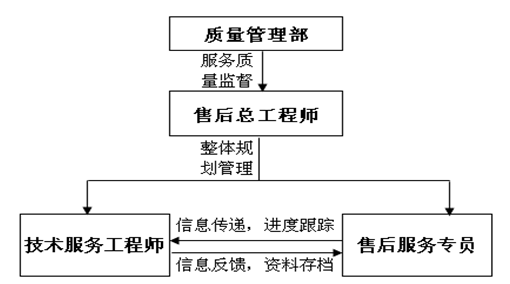 质量管理部
服务质
量监督
售后总工程师
整体规
划管理
信息传递，进度跟踪
技术服务工程师
售后服务专员
信息反馈，资料存档